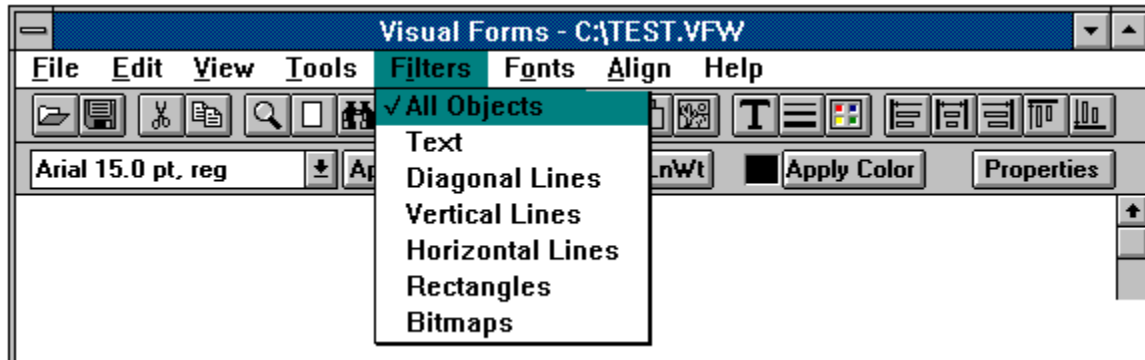 Visual Forms - C:\TEST.VFW
File Edit View Tools Filters Fonts Align Help
✓All Objects
T
Text
Arial 15.0 pt, reg Ap LnWt Apply Color Properties
Diagonal Lines
Vertical Lines
Horizontal Lines
Rectangles
Bitmaps